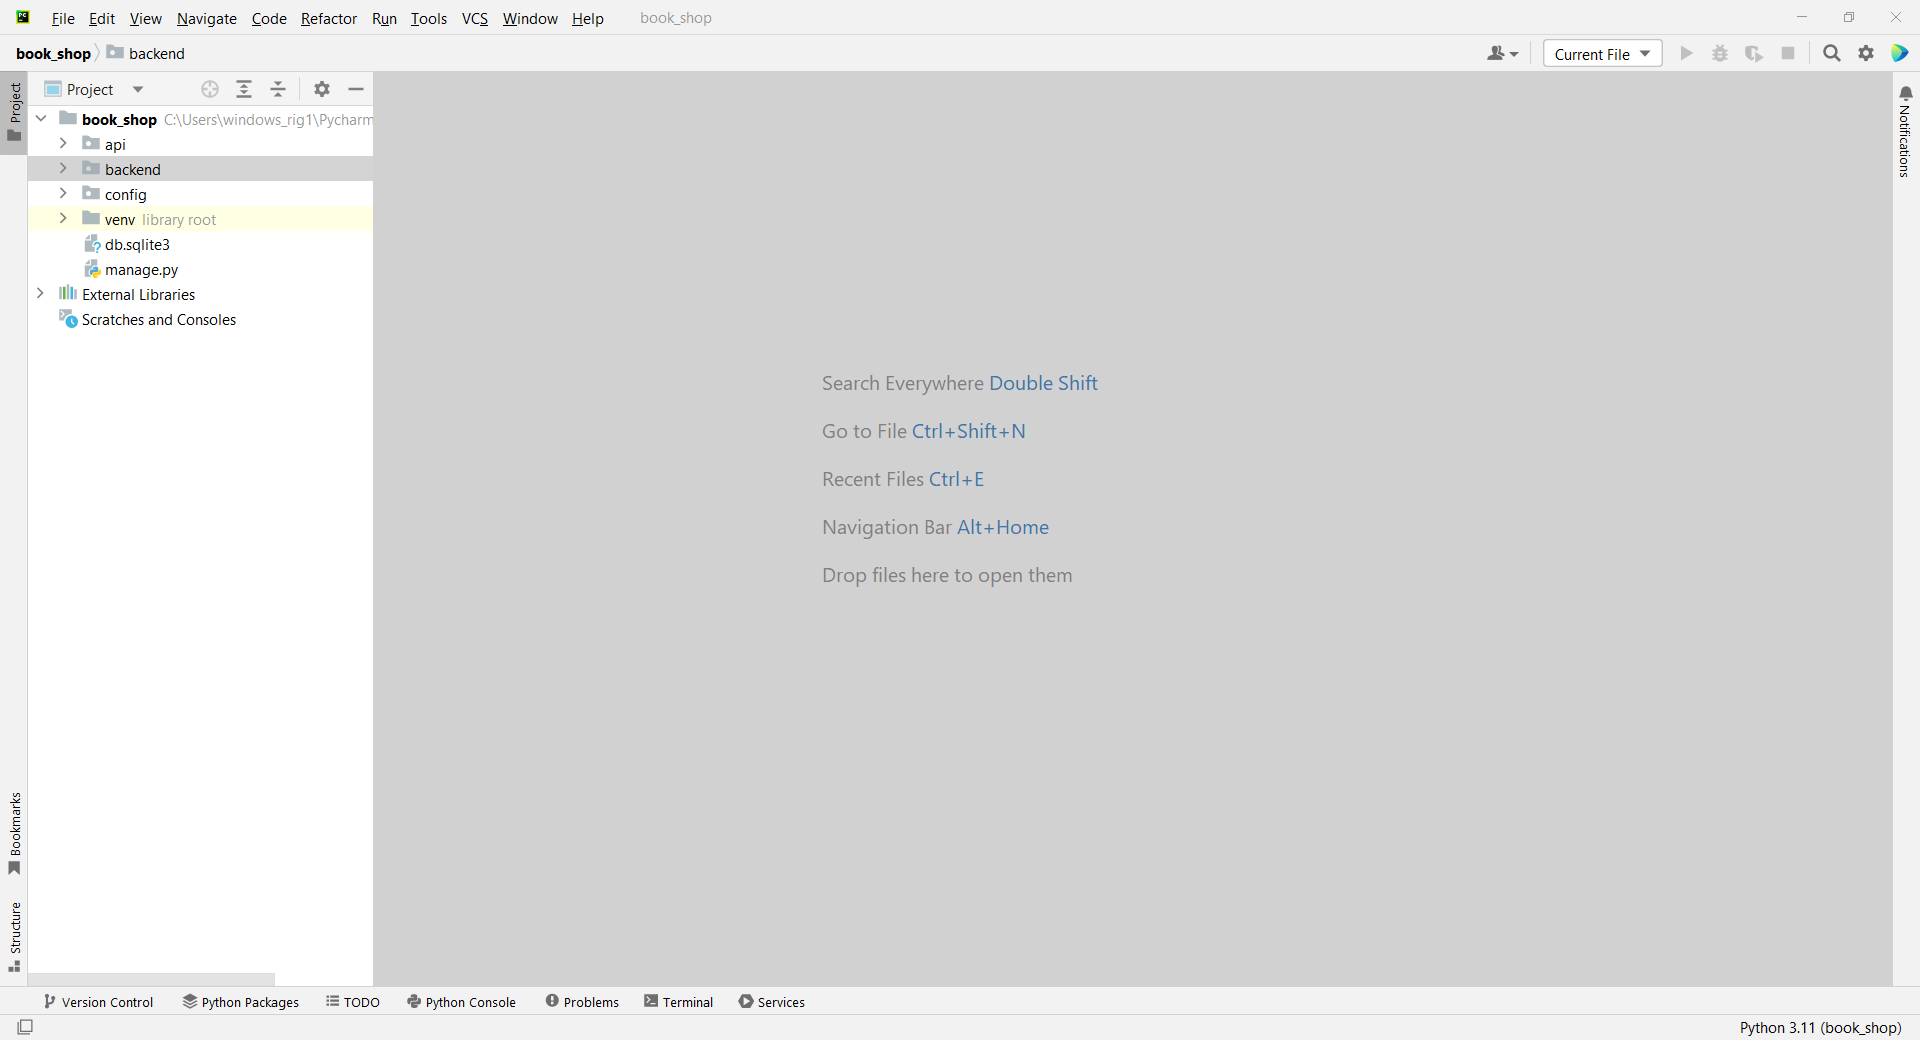 File Edit View Navigate Code Refactor Run Tools VCS Window Help book_shop
book_shop backend
Current File
Project
Project
book_shop C:\Users\windows_rig1\Pycharm
api
backend
config
venv library root
db.sqlite3
manage.py
External Libraries
Scratches and Consoles
Notifications
Search Everywhere Double Shift
Go to File Ctrl+Shift+N
Recent Files Ctrl+E
Navigation Bar Alt+Home
Drop files here to open them
Bookmarks
Structure
Version Control Python Packages TODO Python Console Problems Terminal Services
Python 3.11 (book_shop)